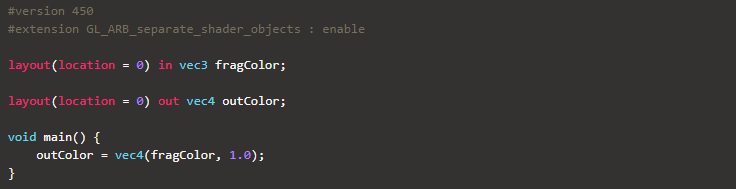 #version 450
#extension GL_ARB_separate_shader_objects : enable
layout(location = 0) in vec3 fragColor;
layout(location = 0) out vec4 outColor;
void main() {
    outColor = vec4(fragColor, 1.0);
}